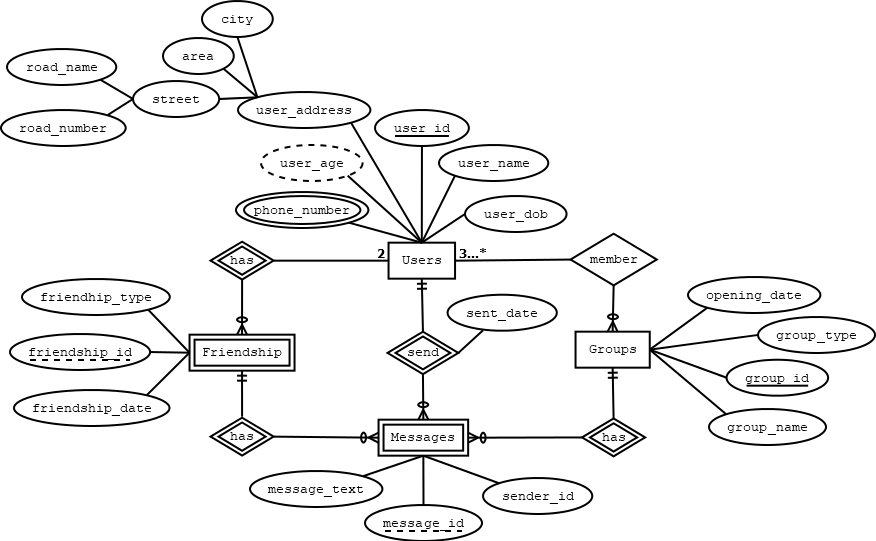 city
area
road_name
street
user_address
road_number
user_id
user_age
user_name
phone_number
user_dob
has
2
Users
3...*
member
friendhip_type
sent_date
opening_date
group_type
friendship_id
Friendship
send
Groups
group_id
friendship_date
group_name
has
Messages
has
message_text
sender_id
message_id